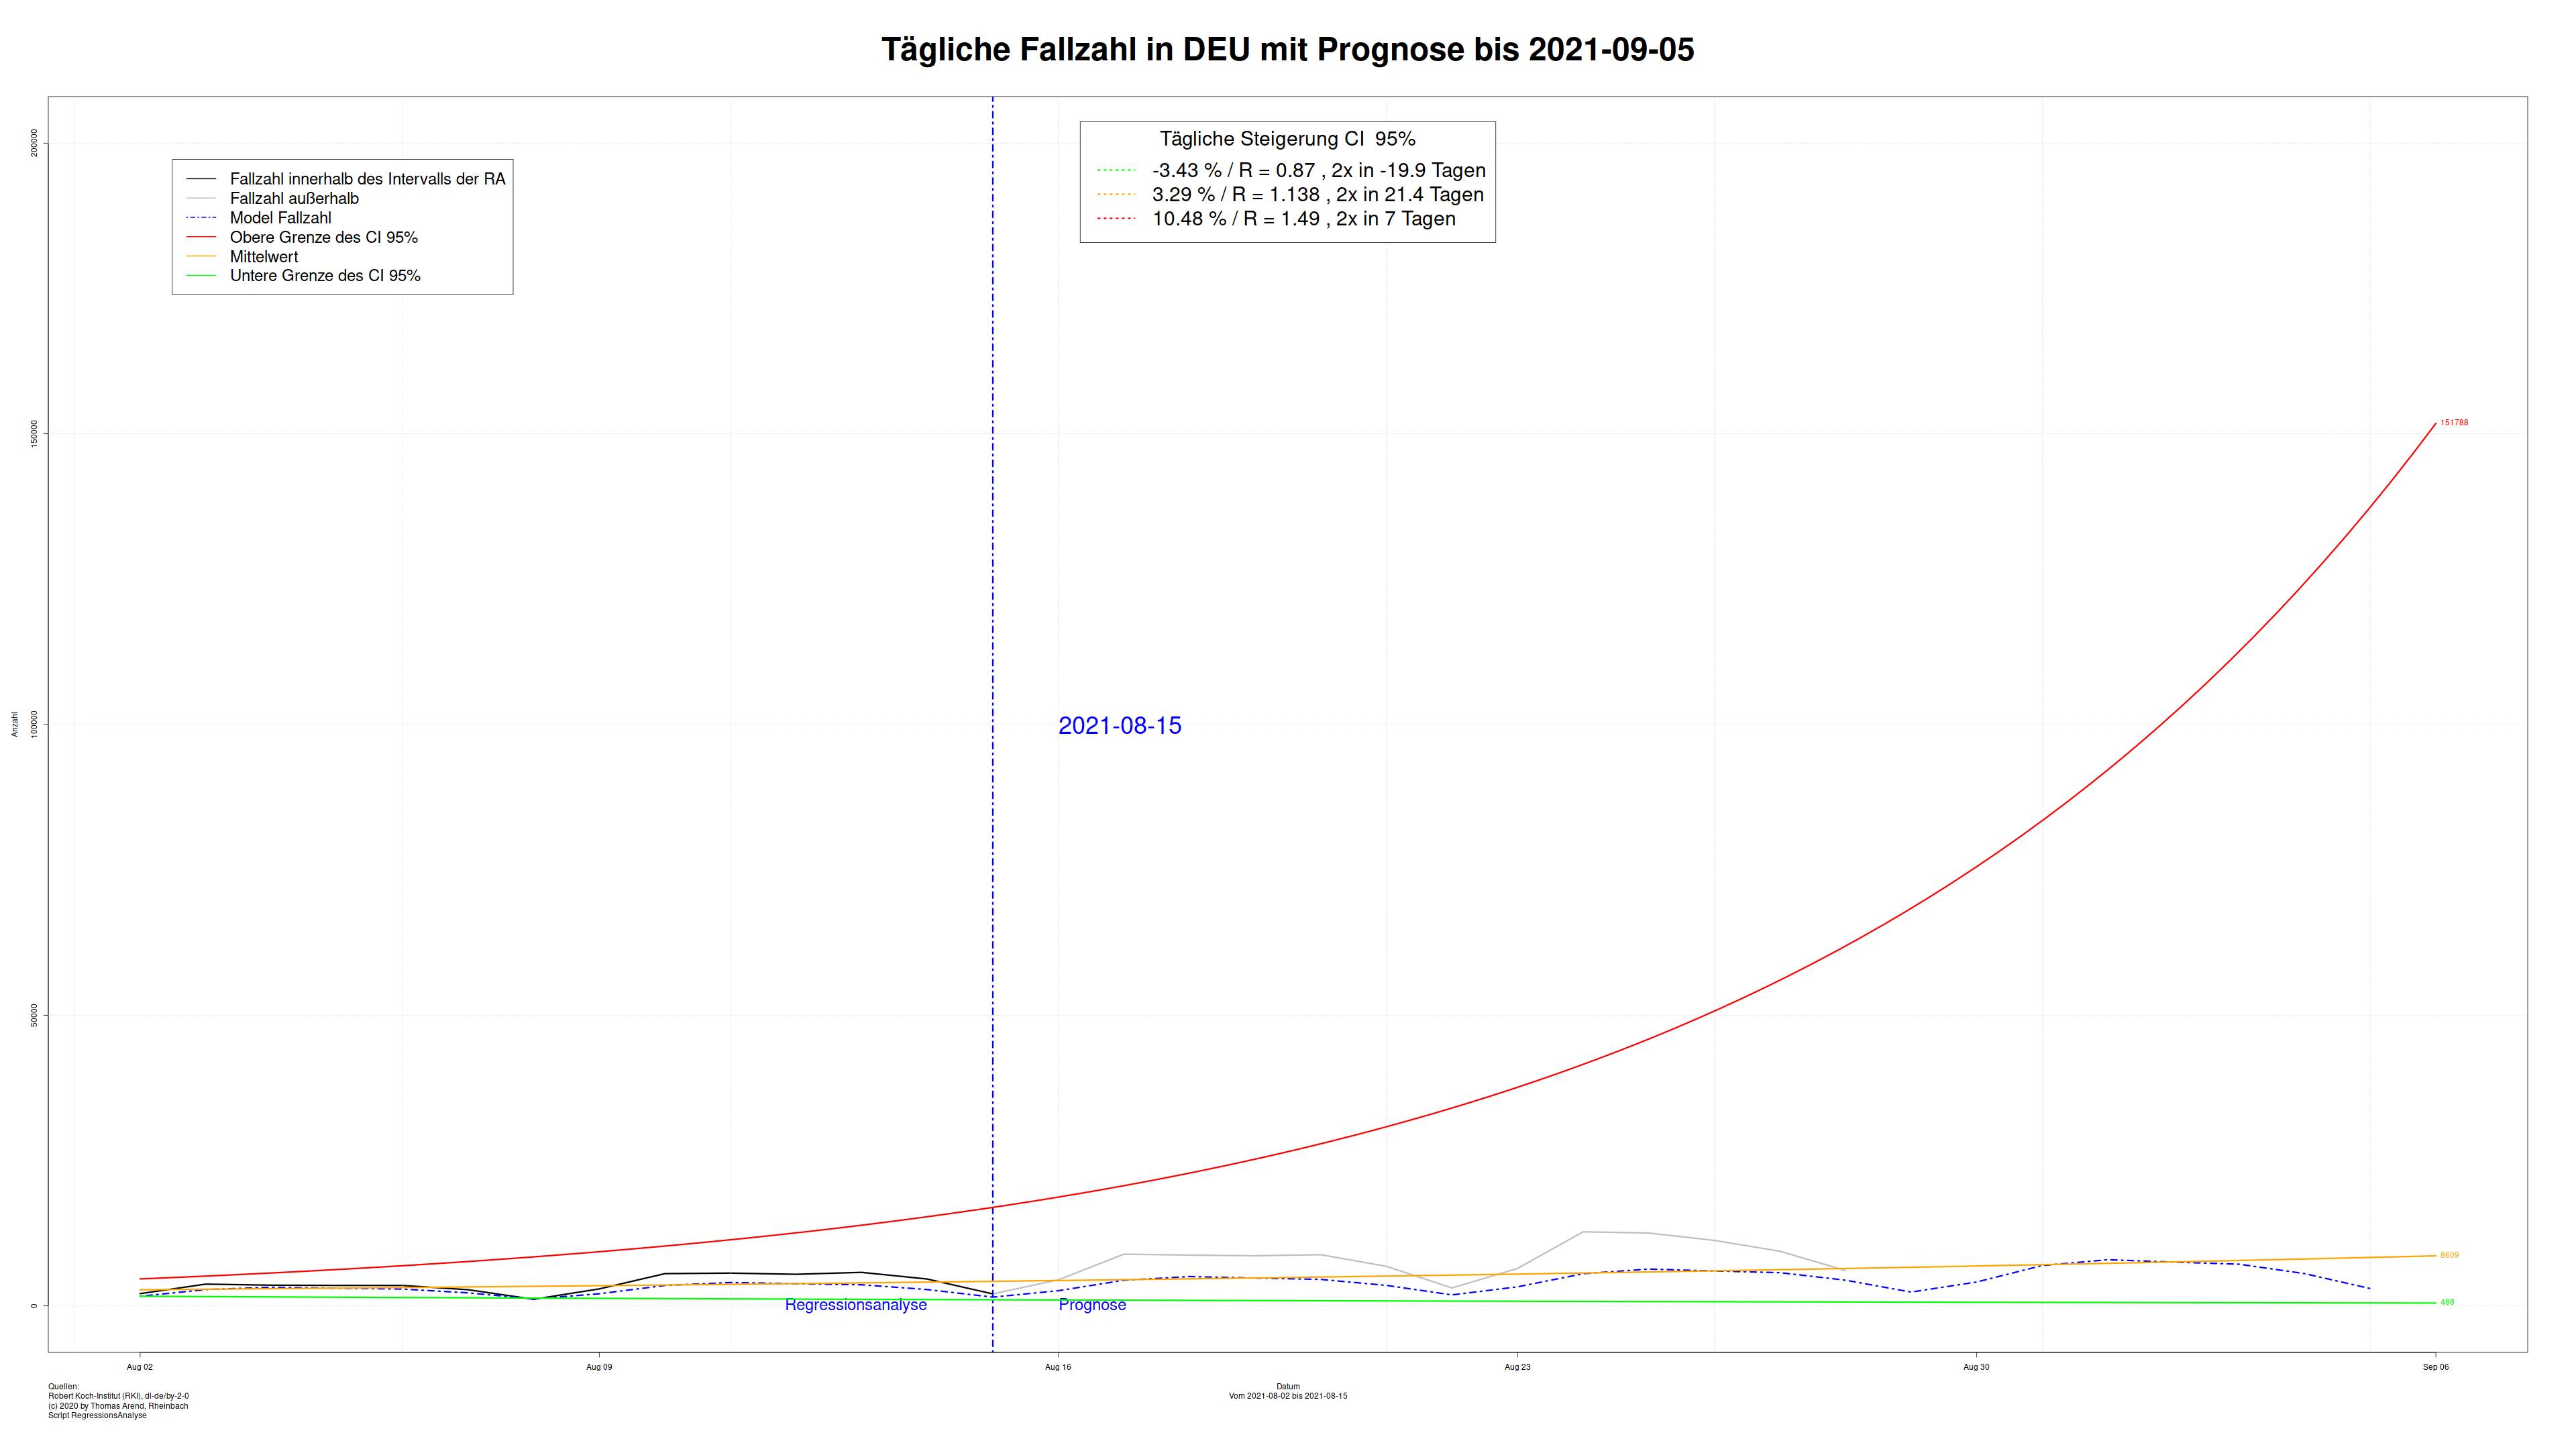 Tägliche Fallzahl in DEU mit Prognose bis 2021-09-05
Tägliche Steigerung CI  95%
-3.43 % / R = 0.87 , 2x in -19.9 Tagen
3.29 % / R = 1.138 , 2x in 21.4 Tagen
10.48 % / R = 1.49 , 2x in 7 Tagen
Fallzahl innerhalb des Intervalls der RA
Fallzahl außerhalb
Model Fallzahl
Obere Grenze des CI 95%
Mittelwert
Untere Grenze des CI 95%
Anzahl
200000
150000
100000
50000
0
151788
2021-08-15
8609
488
Regressionsanalyse
Prognose
Aug 02
Aug 09
Aug 16
Aug 23
Aug 30
Sep 06
Datum
Vom 2021-08-02 bis 2021-08-15
Quellen:
Robert Koch-Institut (RKI), dl-de/by-2-0
(c) 2020 by Thomas Arend, Rheinbach
Script RegressionsAnalyse